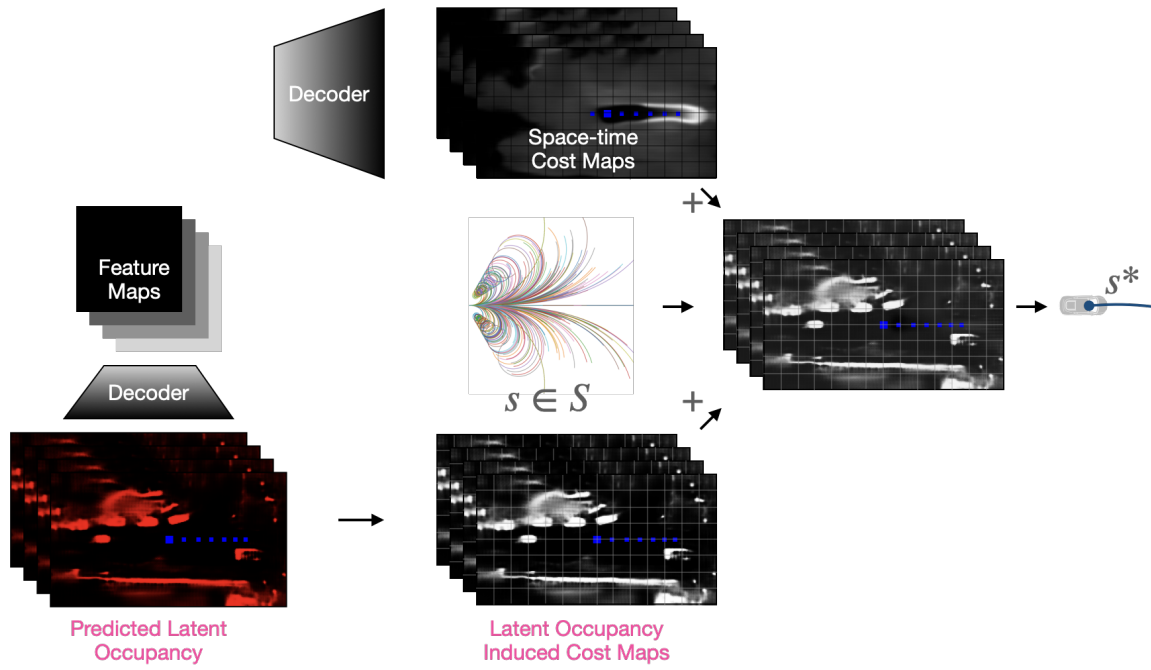 Decoder
Space-time
Cost Maps
+
Feature
Maps
s*
Decoder
s ∈ S
+
Predicted Latent
Occupancy
Latent Occupancy
Induced Cost Maps